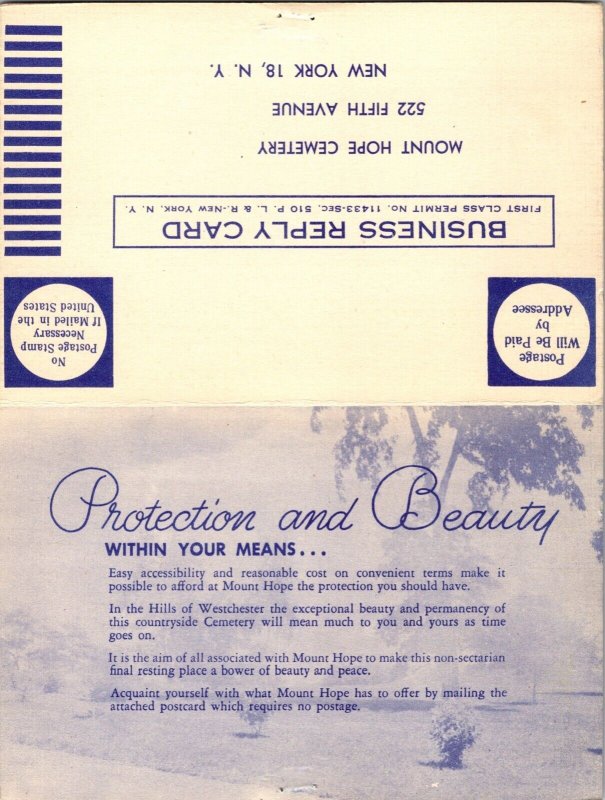 No
Postage Stamp
Necessary
If Mailed in the
United States
Postage
Will Be Paid
by
Addressee
BUSINESS REPLY CARD
FIRST CLASS PERMIT No. 11433-SEC. 510 P. L. & R.-NEW YORK, N. Y.
MOUNT HOPE CEMETERY
522 FIFTH AVENUE
NEW YORK 18, N. Y.
Protection and Beauty
WITHIN YOUR MEANS...
Easy accessibility and reasonable cost on convenient terms make it
possible to afford at Mount Hope the protection you should have.
In the Hills of Westchester the exceptional beauty and permanency of
this countryside Cemetery will mean much to you and yours as time
goes on.
It is the aim of all associated with Mount Hope to make this non-sectarian
final resting place a bower of beauty and peace.
Acquaint yourself with what Mount Hope has to offer by mailing the
attached postcard which requires no postage.